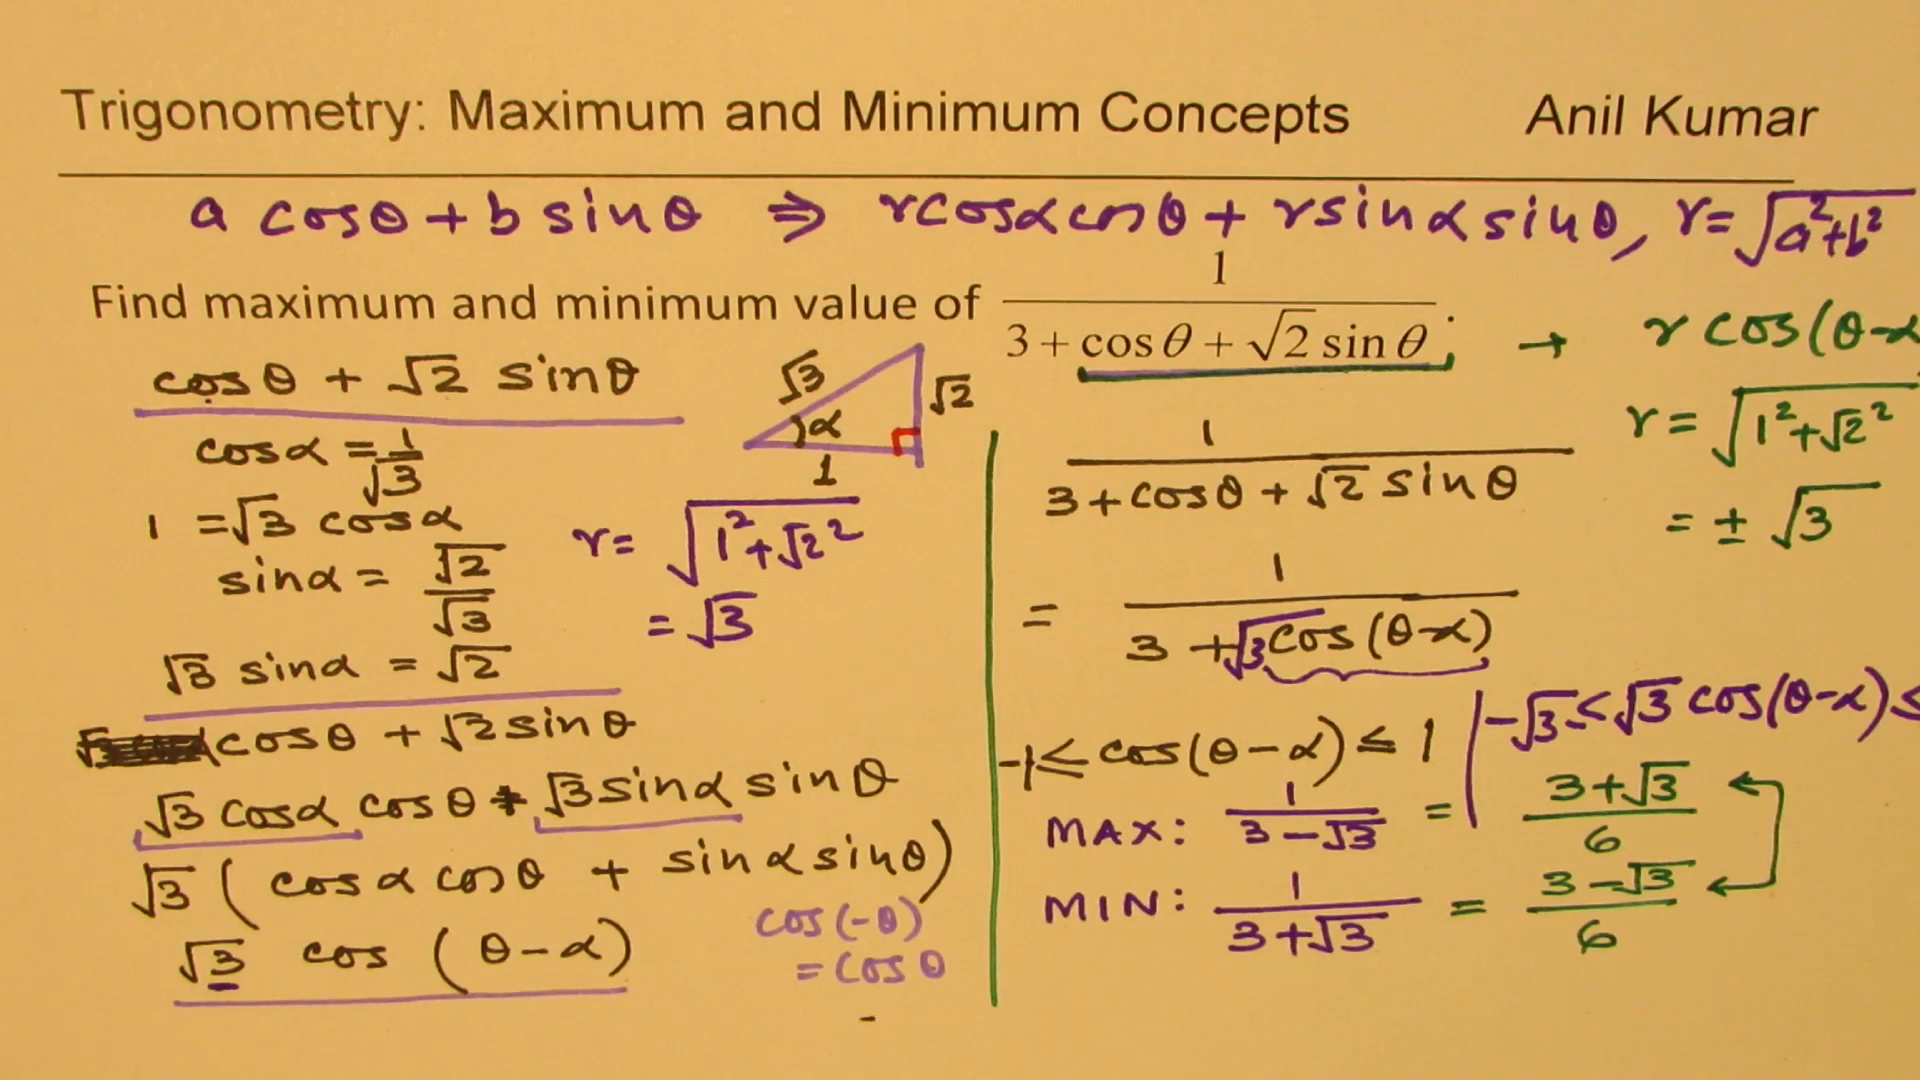 Trigonometry: Maximum and Minimum Concepts Anil Kumar
a cosθ + b sinθ ⇒ r cosα cosθ + r sinα sinθ, r = √(a²+b²)
Find maximum and minimum value of 1/(3 + cosθ + √2 sinθ).
→ r cos(θ-α
cosθ + √2 sinθ
√3 √2 α 1
cosα = 1/√3
1 = √3 cosα
sinα = √2/√3
√3 sinα = √2
r = √(1²+√2²)
= √3
cosθ + √2 sinθ
√3 cosα cosθ + √3 sinα sinθ
√3 ( cosα cosθ + sinα sinθ)
√3 cos (θ-α)
cos(-θ)
= cosθ
1/(3 + cosθ + √2 sinθ)
r = √(1²+√2²)
= ± √3
= 1/(3 + √3 cos(θ-α))
-1 ≤ cos(θ-α) ≤ 1 | -√3 ≤ √3 cos(θ-α) ≤
MAX: 1/(3-√3) = (3+√3)/6
MIN: 1/(3+√3) = (3-√3)/6